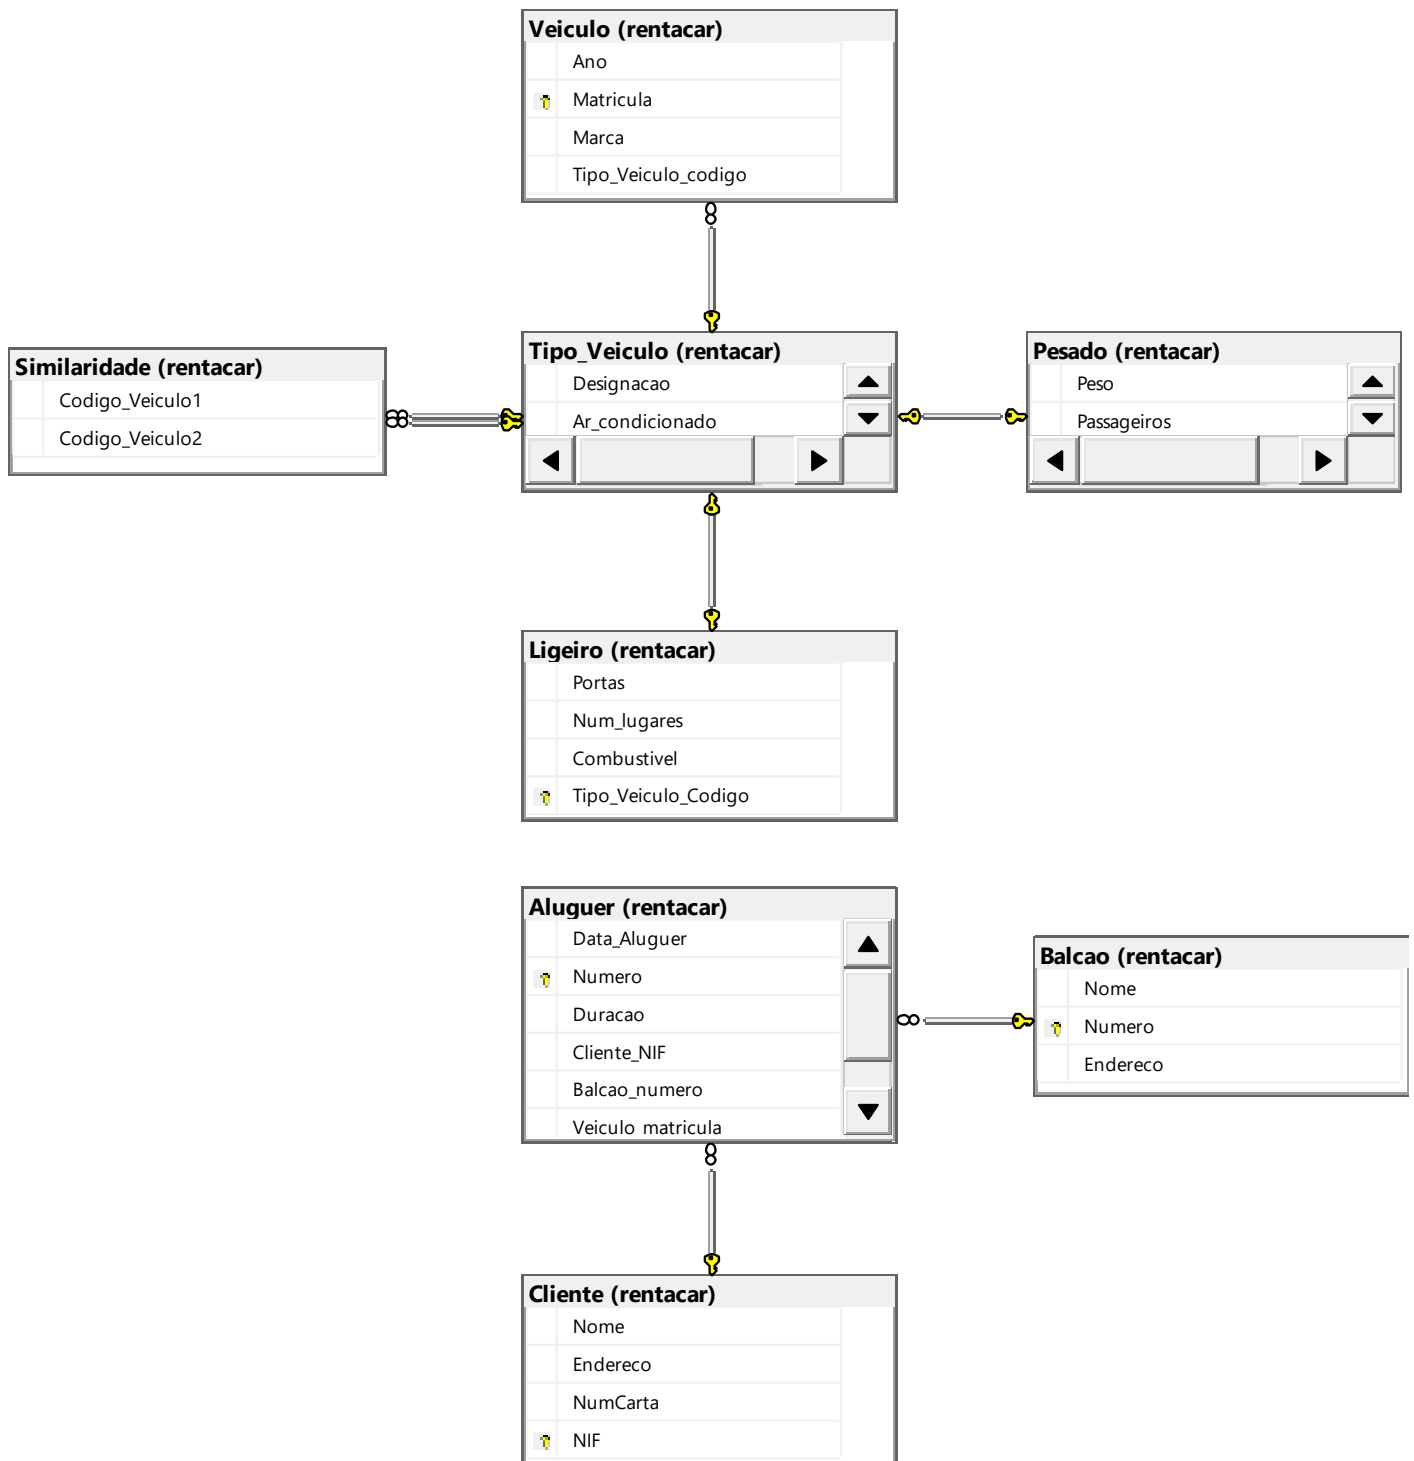 Veiculo (rentacar)
Ano
Matricula
Marca
Tipo_Veiculo_codigo
Similaridade (rentacar)
Codigo_Veiculo1
Codigo_Veiculo2
Tipo_Veiculo (rentacar)
Designacao
Ar_condicionado
Pesado (rentacar)
Peso
Passageiros
Ligeiro (rentacar)
Portas
Num_lugares
Combustivel
Tipo_Veiculo_Codigo
Aluguer (rentacar)
Data_Aluguer
Numero
Duracao
Cliente_NIF
Balcao_numero
Veiculo matricula
Balcao (rentacar)
Nome
Numero
Endereco
Cliente (rentacar)
Nome
Endereco
NumCarta
NIF